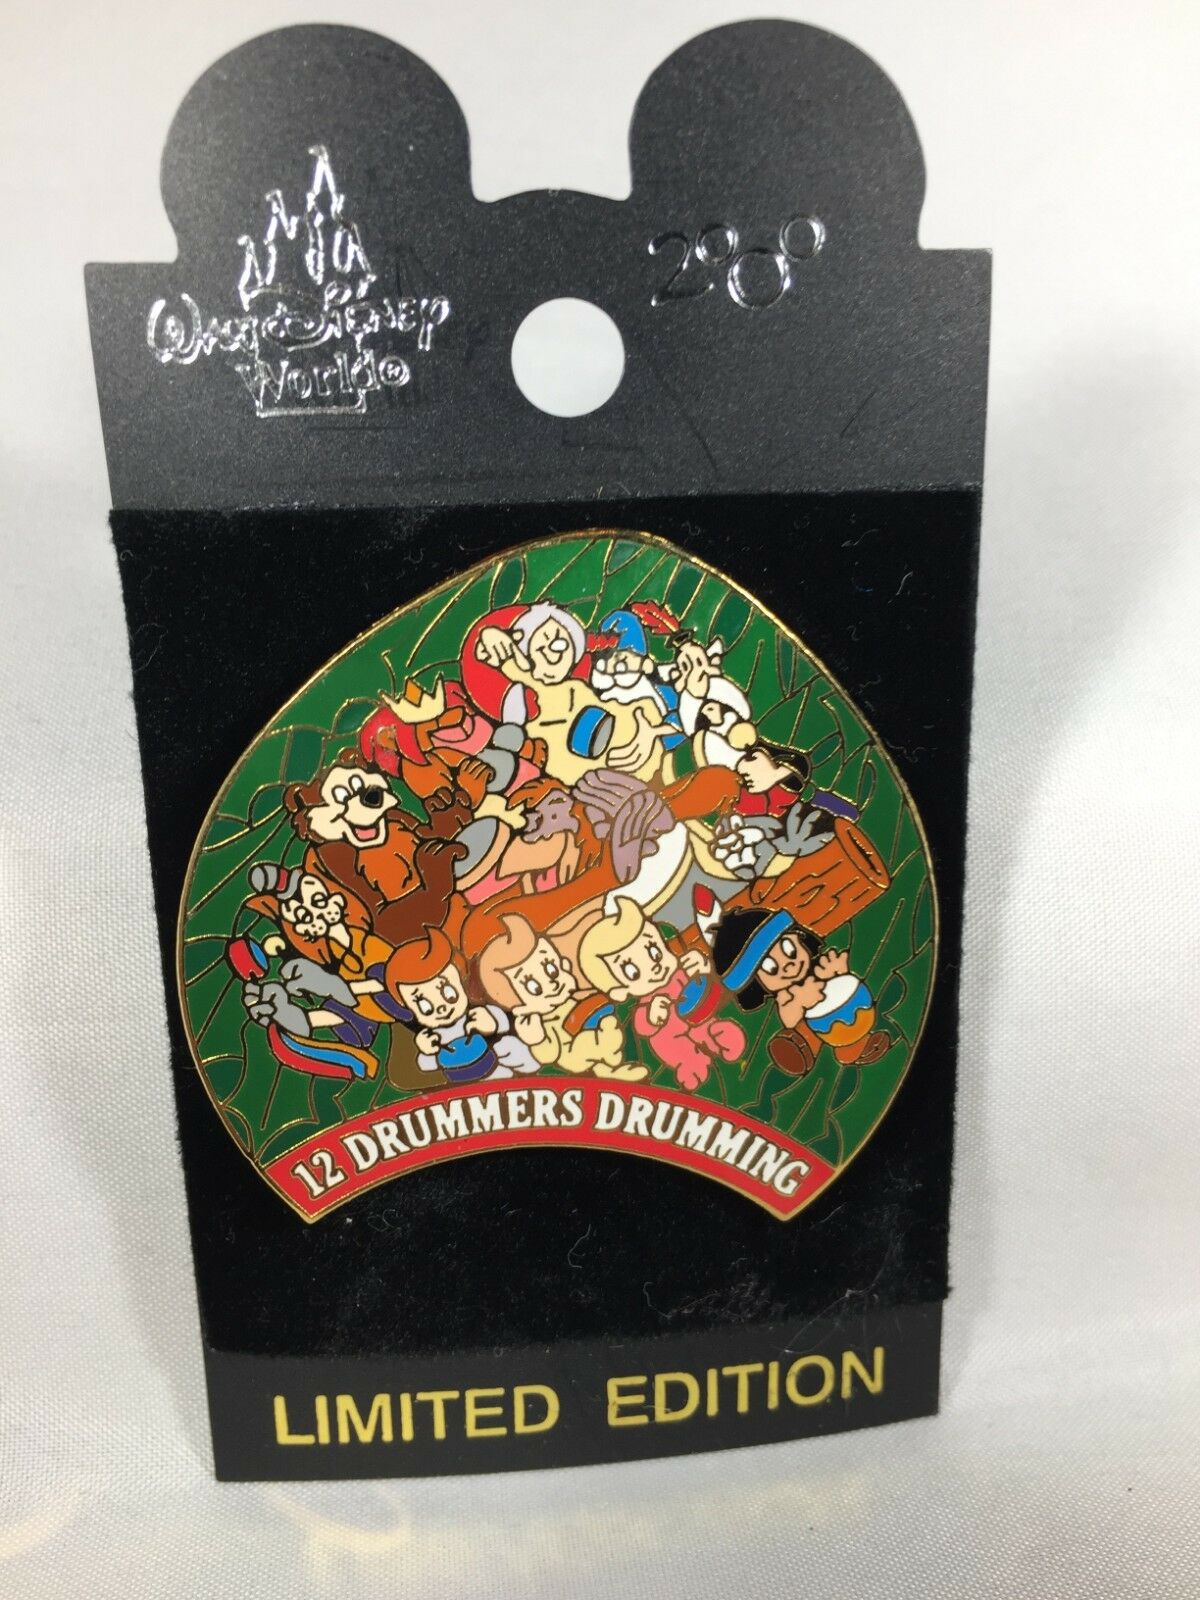 Walt Disney
World®
2000
12 DRUMMERS DRUMMING
LIMITED EDITION